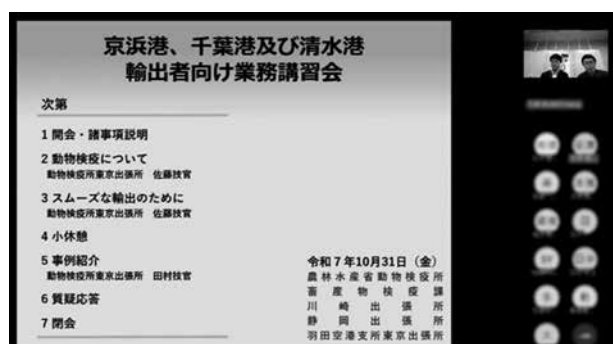 京浜港、千葉港及び清水港
輸出者向け業務講習会
次第
1 開会・諸事項説明
2 動物検疫について
動物検疫所東京出張所 佐藤技官
3 スムーズな輸出のために
動物検疫所東京出張所 佐藤技官
4 小休憩
5 事例紹介
動物検疫所東京出張所 田村技官
6 質疑応答
7 閉会
令和7年10月31日（金）
農林水産省動物検疫所
畜産物検疫課
川崎出張所
静岡出張所
羽田空港支所東京出張所